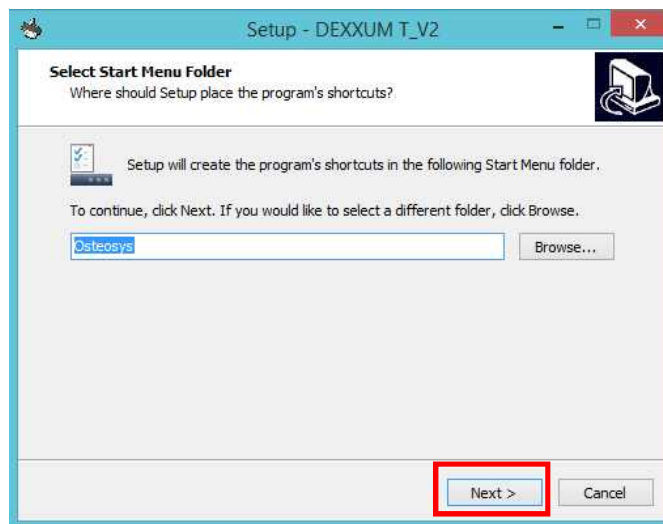 Setup - DEXXUM T_V2
Select Start Menu Folder
Where should Setup place the program's shortcuts?
Setup will create the program's shortcuts in the following Start Menu folder.
To continue, click Next. If you would like to select a different folder, click Browse.
Osteosys
Browse...
Next >
Cancel